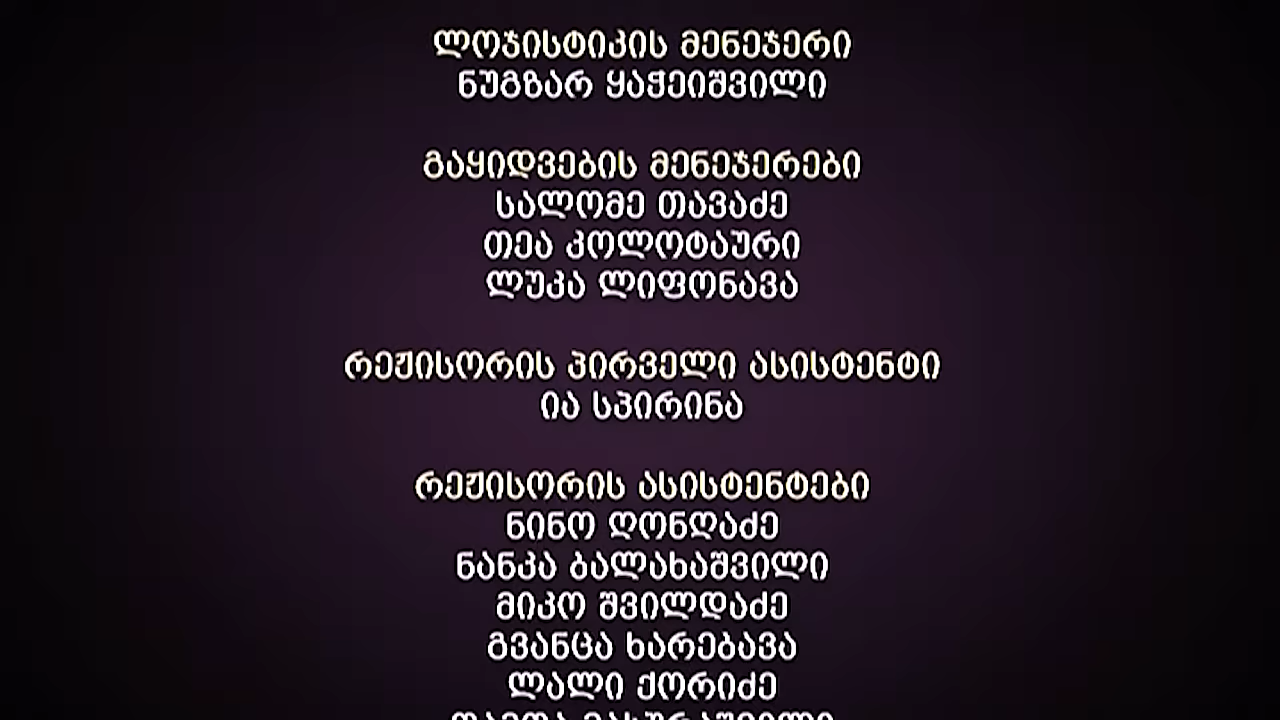 ლოჯისტიკის მენეჯერი
ნუგზარ ყაჭეიშვილი
გაყიდვების მენეჯერები
სალომე თავაძე
თეა კოლოტაური
ლუკა ლიფონავა
რეჟისორის პირველი ასისტენტი
ია სპირინა
რეჟისორის ასისტენტები
ნინო ღონღაძე
ნანკა ბალახაშვილი
მიკო შვილდაძე
გვანცა ხარებავა
ლალი ქორიძე